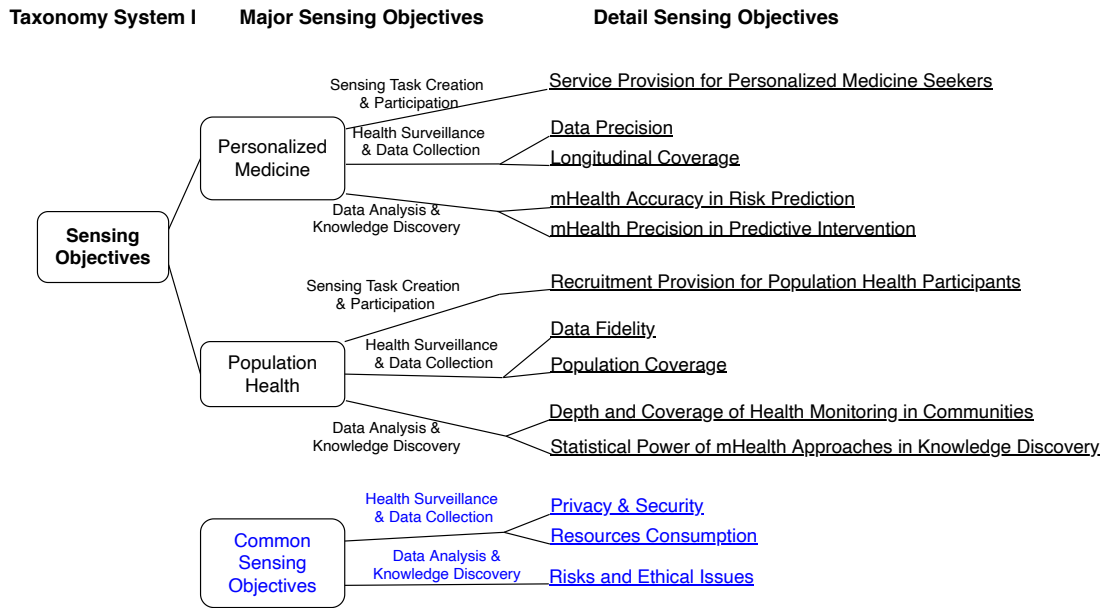 Taxonomy System I
Major Sensing Objectives
Detail Sensing Objectives
Sensing
Objectives
Personalized
Medicine
Sensing Task Creation
& Participation
Service Provision for Personalized Medicine Seekers
Health Surveillance
& Data Collection
Data Precision
Longitudinal Coverage
Data Analysis &
Knowledge Discovery
mHealth Accuracy in Risk Prediction
mHealth Precision in Predictive Intervention
Population
Health
Sensing Task Creation
& Participation
Recruitment Provision for Population Health Participants
Health Surveillance
& Data Collection
Data Fidelity
Population Coverage
Data Analysis &
Knowledge Discovery
Depth and Coverage of Health Monitoring in Communities
Statistical Power of mHealth Approaches in Knowledge Discovery
Common
Sensing
Objectives
Health Surveillance
& Data Collection
Privacy & Security
Resources Consumption
Data Analysis &
Knowledge Discovery
Risks and Ethical Issues